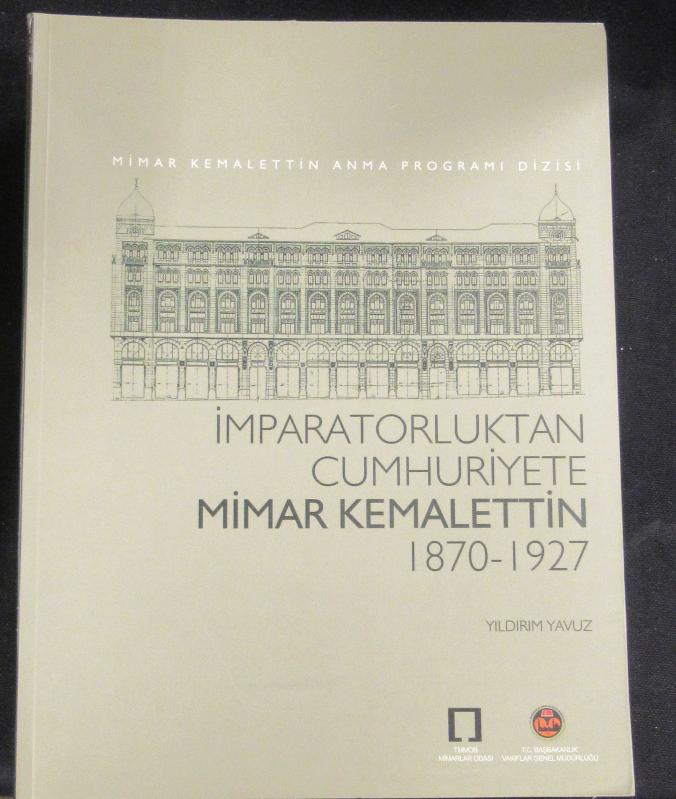 MİMAR KEMALETTİN ANMA PROGRAMI DİZİSİ
İMPARATORLUKTAN
CUMHURİYETE
MİMAR KEMALETTİN
1870-1927
YILDIRIM YAVUZ
TMMOB
MİMARLAR ODASI
T.C. BAŞBAKANLIK
VAKIFLAR GENEL MÜDÜRLÜĞÜ